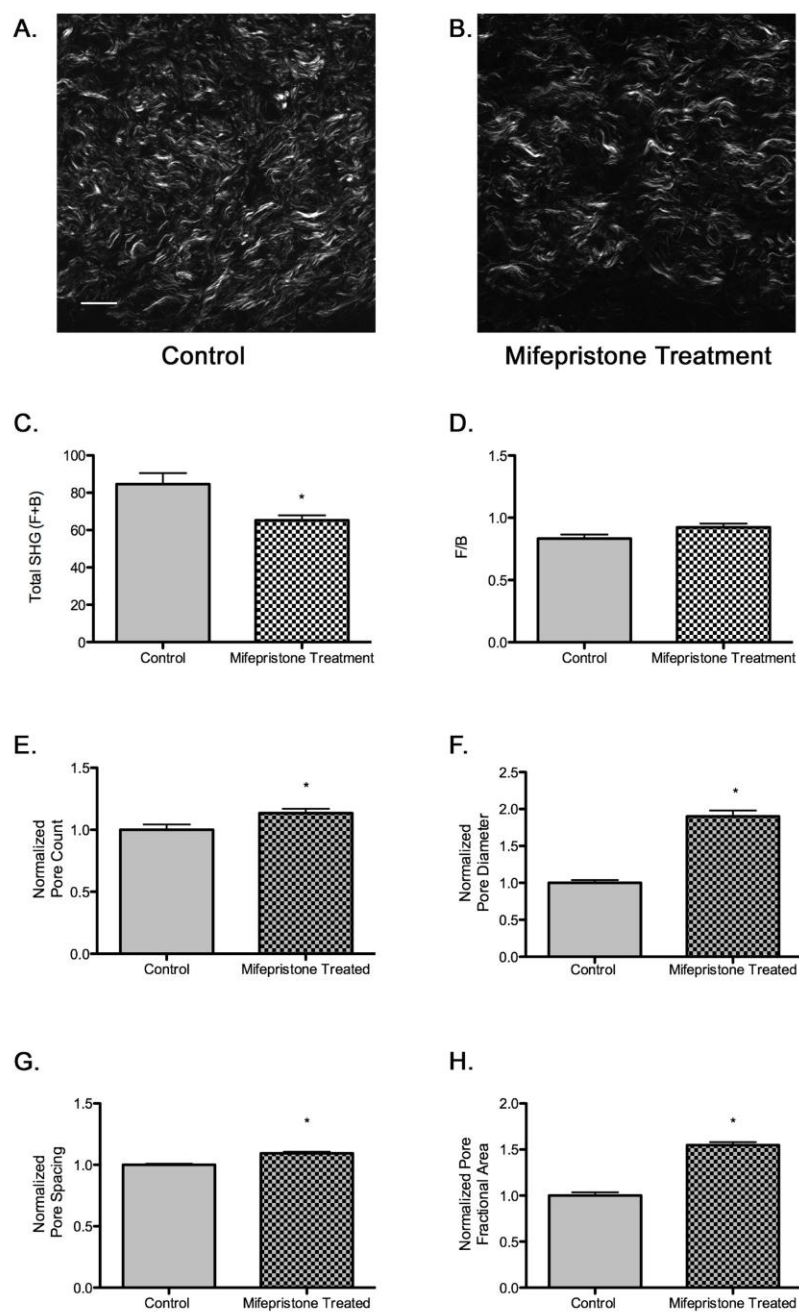 A.
B.
Control
Mifepristone Treatment
C.
Total SHG (F+B)
100
80
60
40
20
0
*
Control
Mifepristone Treatment
D.
F/B
1.5
1.0
0.5
0.0
Control
Mifepristone Treatment
E.
Normalized
Pore Count
1.5
1.0
0.5
0.0
*
Control
Mifepristone Treated
F.
Normalized
Pore Diameter
2.5
2.0
1.5
1.0
0.5
0.0
*
Control
Mifepristone Treated
G.
Normalized
Pore Spacing
1.5
1.0
0.5
0.0
*
Control
Mifepristone Treated
H.
Normalized Pore
Fractional Area
2.0
1.5
1.0
0.5
0.0
*
Control
Mifepristone Treated